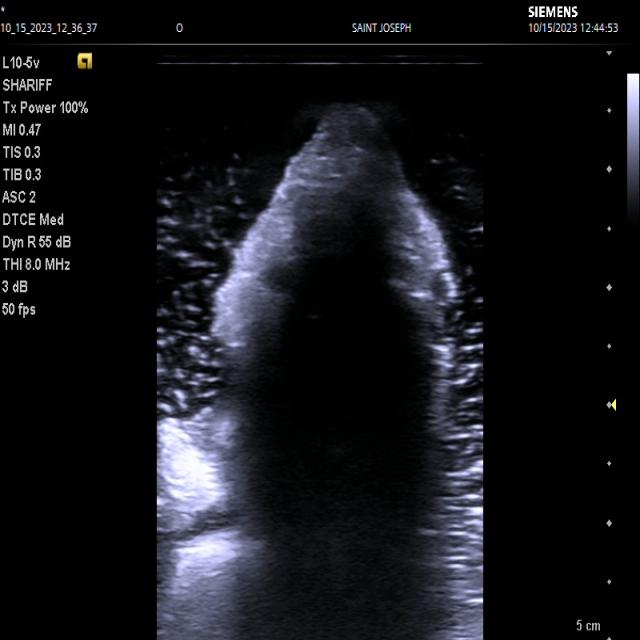 *
SIEMENS
10_15_2023_12_36_37
O
SAINT JOSEPH
10/15/2023 12:44:53
L10-5v
SHARIFF
Tx Power 100%
MI 0.47
TIS 0.3
TIB 0.3
ASC 2
DTCE Med
Dyn R 55 dB
THI 8.0 MHz
3 dB
50 fps
5 cm